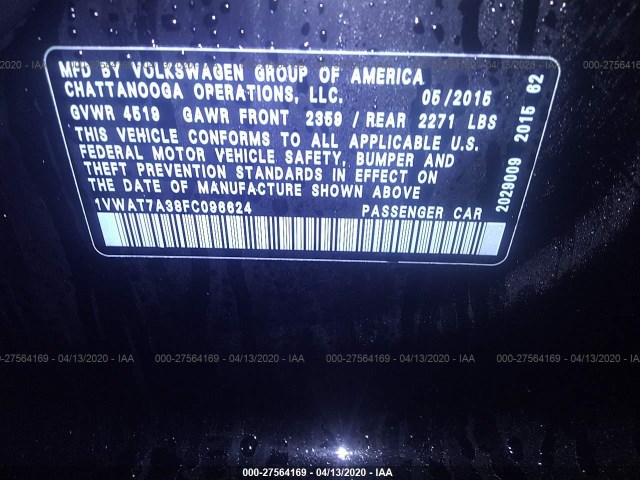 MFD BY VOLKSWAGEN GROUP OF AMERICA
CHATTANOOGA OPERATIONS, LLC. 05/2015
GVWR 4519 GAWR FRONT 2359 / REAR 2271 LBS
THIS VEHICLE CONFORMS TO ALL APPLICABLE U.S.
FEDERAL MOTOR VEHICLE SAFETY, BUMPER AND
THEFT PREVENTION STANDARDS IN EFFECT ON
THE DATE OF MANUFACTURE SHOWN ABOVE
1VWAT7A38FC096624 PASSENGER CAR
2029009 2015 62
000-27564169 - 04/13/2020 - IAA